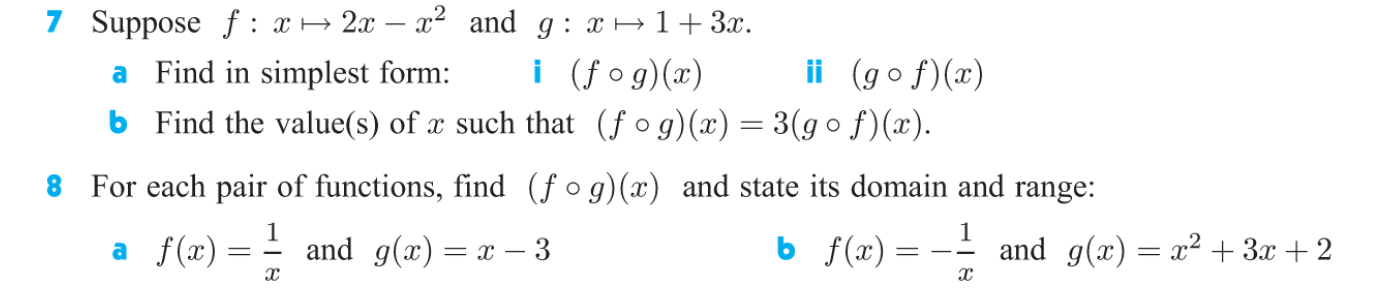 7 Suppose f : x ↦ 2x − x² and g : x ↦ 1 + 3x.
a Find in simplest form: i (f ∘ g)(x) ii (g ∘ f)(x)
b Find the value(s) of x such that (f ∘ g)(x) = 3(g ∘ f)(x).
8 For each pair of functions, find (f ∘ g)(x) and state its domain and range:
a f(x) = 1/x and g(x) = x − 3 b f(x) = −1/x and g(x) = x² + 3x + 2